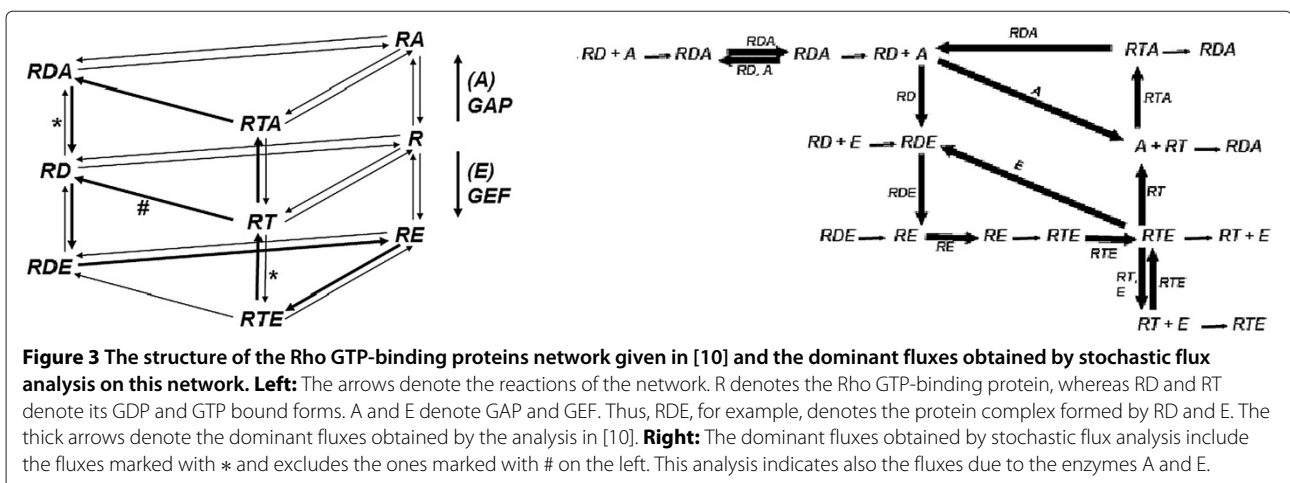 RA
RDA
(A)
GAP
RTA
*
R
RD
(E)
GEF
#
RT
RE
RDE
*
RTE
RD + A → RDA
RDA
RD, A
RDA → RD + A
RDA
RTA → RDA
RD
A
RTA
RD + E → RDE
A + RT → RDA
E
RDE
RT
RDE → RE
RE
RE → RTE
RTE
RTE → RT + E
RT,
E
RTE
RT + E → RTE
Figure 3 The structure of the Rho GTP-binding proteins network given in [10] and the dominant fluxes obtained by stochastic flux
analysis on this network. Left: The arrows denote the reactions of the network. R denotes the Rho GTP-binding protein, whereas RD and RT
denote its GDP and GTP bound forms. A and E denote GAP and GEF. Thus, RDE, for example, denotes the protein complex formed by RD and E. The
thick arrows denote the dominant fluxes obtained by the analysis in [10]. Right: The dominant fluxes obtained by stochastic flux analysis include
the fluxes marked with * and excludes the ones marked with # on the left. This analysis indicates also the fluxes due to the enzymes A and E.